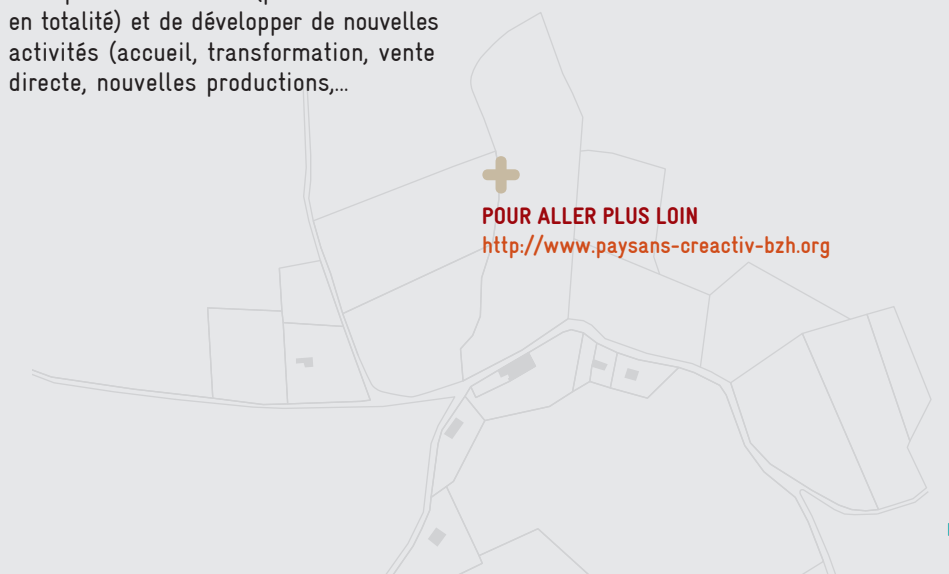 en totalité) et de développer de nouvelles
activités (accueil, transformation, vente
directe, nouvelles productions,...
POUR ALLER PLUS LOIN
http://www.paysans-creactiv-bzh.org